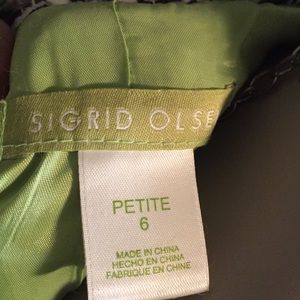 SIGRID OLSE
PETITE
6
MADE IN CHINA
HECHO EN CHINA
FABRIQUE EN CHINE